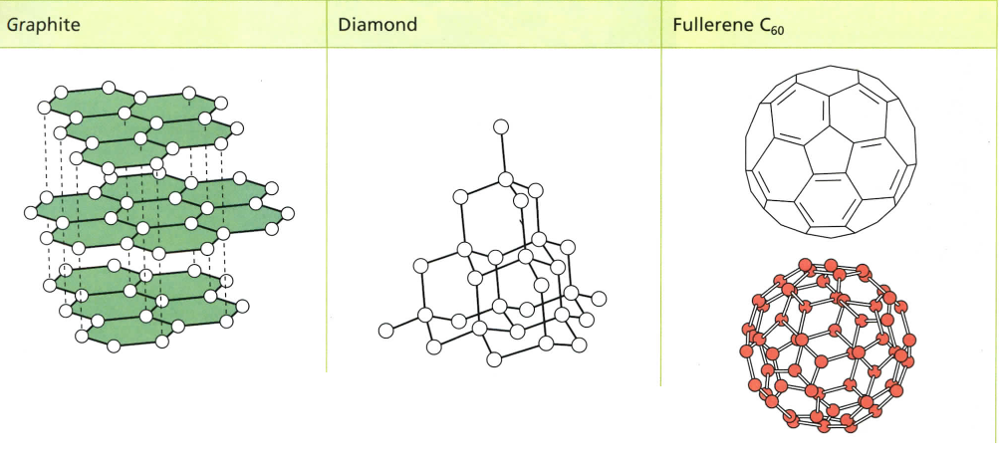 Graphite
Diamond
Fullerene C₆₀